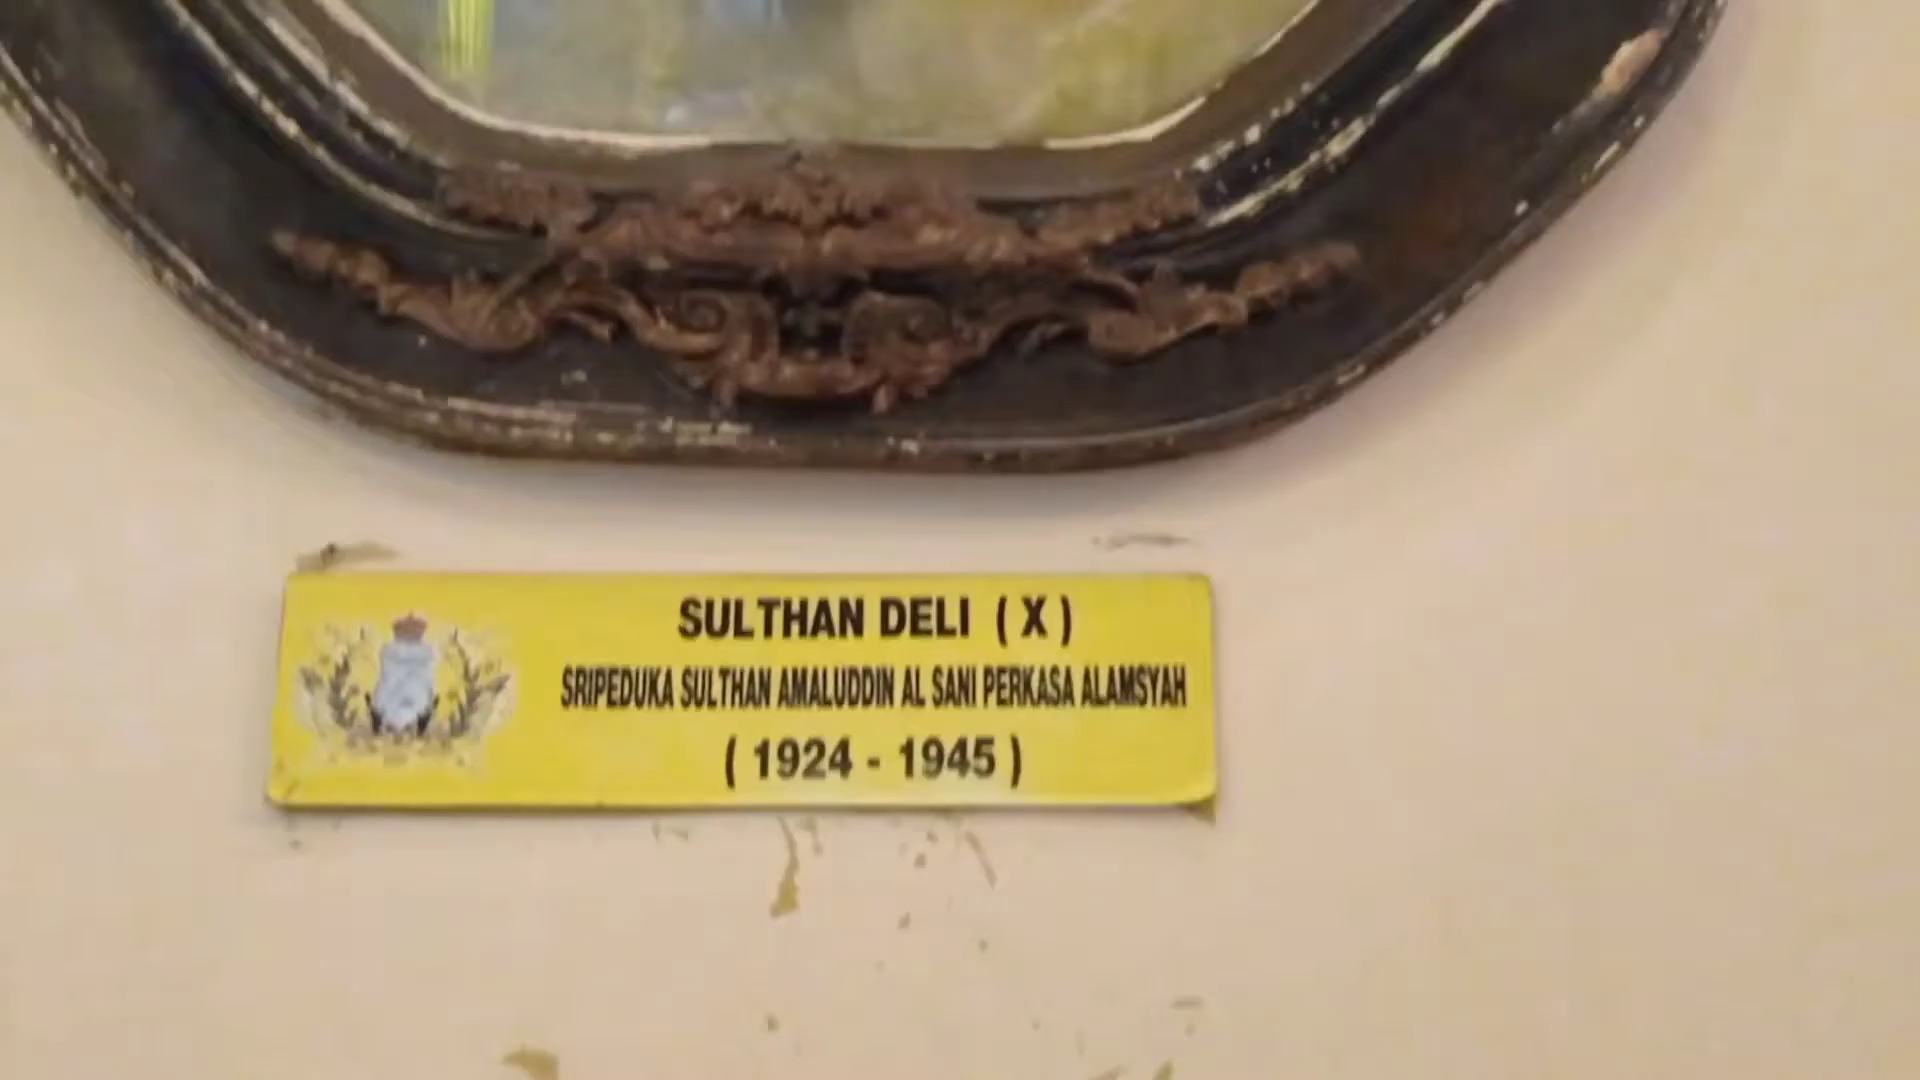 SULTHAN DELI ( X )
SRIPEDUKA SULTHAN AMALUDDIN AL SANI PERKASA ALAMSYAH
( 1924 - 1945 )